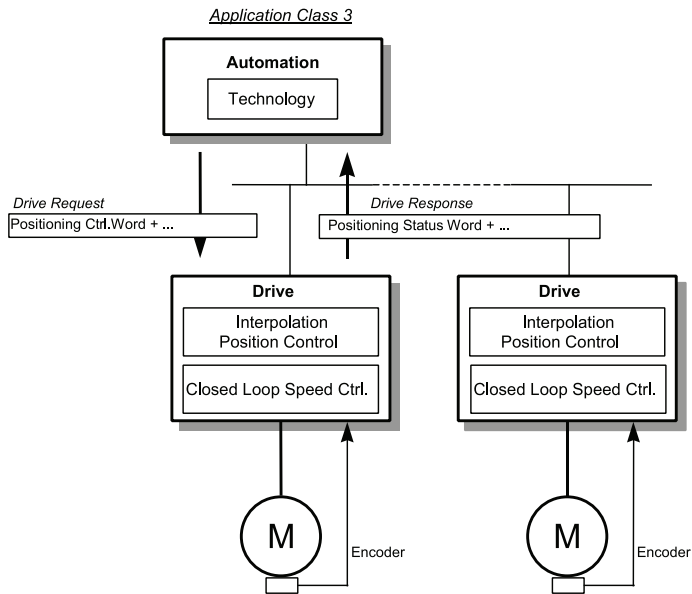 Application Class 3
Automation
Technology
Drive Request
Positioning Ctrl.Word + ...
Drive Response
Positioning Status Word + ...
Drive
Interpolation
Position Control
Closed Loop Speed Ctrl.
M
Encoder
Drive
Interpolation
Position Control
Closed Loop Speed Ctrl.
M
Encoder